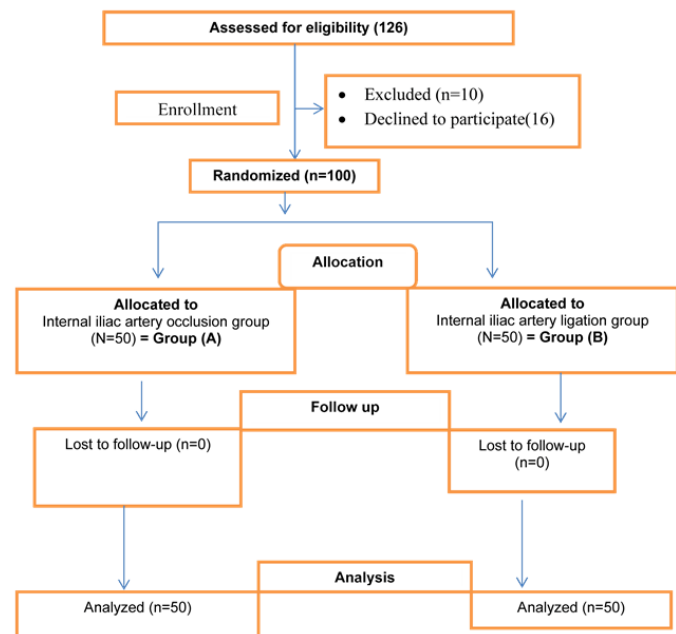 Assessed for eligibility (126)
Enrollment
• Excluded (n=10)
• Declined to participate(16)
Randomized (n=100)
Allocation
Allocated to
Internal iliac artery occlusion group
(N=50) = Group (A)
Allocated to
Internal iliac artery ligation group
(N=50) = Group (B)
Follow up
Lost to follow-up (n=0)
Lost to follow-up
(n=0)
Analysis
Analyzed (n=50)
Analyzed (n=50)